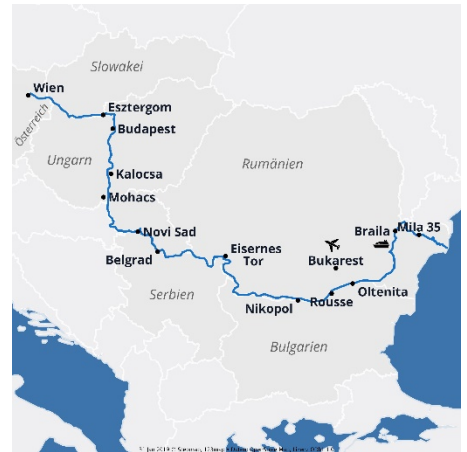 Slowakei
Wien
Österreich
Esztergom
Budapest
Ungarn
Rumänien
Kalocsa
Mohacs
Novi Sad
Belgrad
Eisernes
Tor
Braila
Mila 35
Bukarest
Oltenita
Serbien
Nikopol
Rousse
Bulgarien